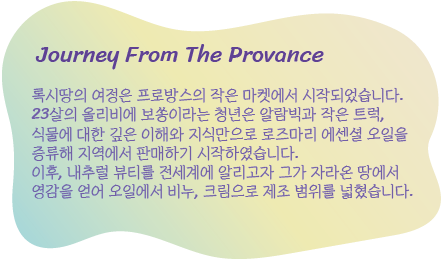 Journey From The Provance
록시땅의 여정은 프로방스의 작은 마켓에서 시작되었습니다.
23살의 올리비에 보쏭이라는 청년은 알람빅과 작은 트럭,
식물에 대한 깊은 이해와 지식만으로 로즈마리 에센셜 오일을
증류해 지역에서 판매하기 시작하였습니다.
이후, 내추럴 뷰티를 전세계에 알리고자 그가 자라온 땅에서
영감을 얻어 오일에서 비누, 크림으로 제조 범위를 넓혔습니다.